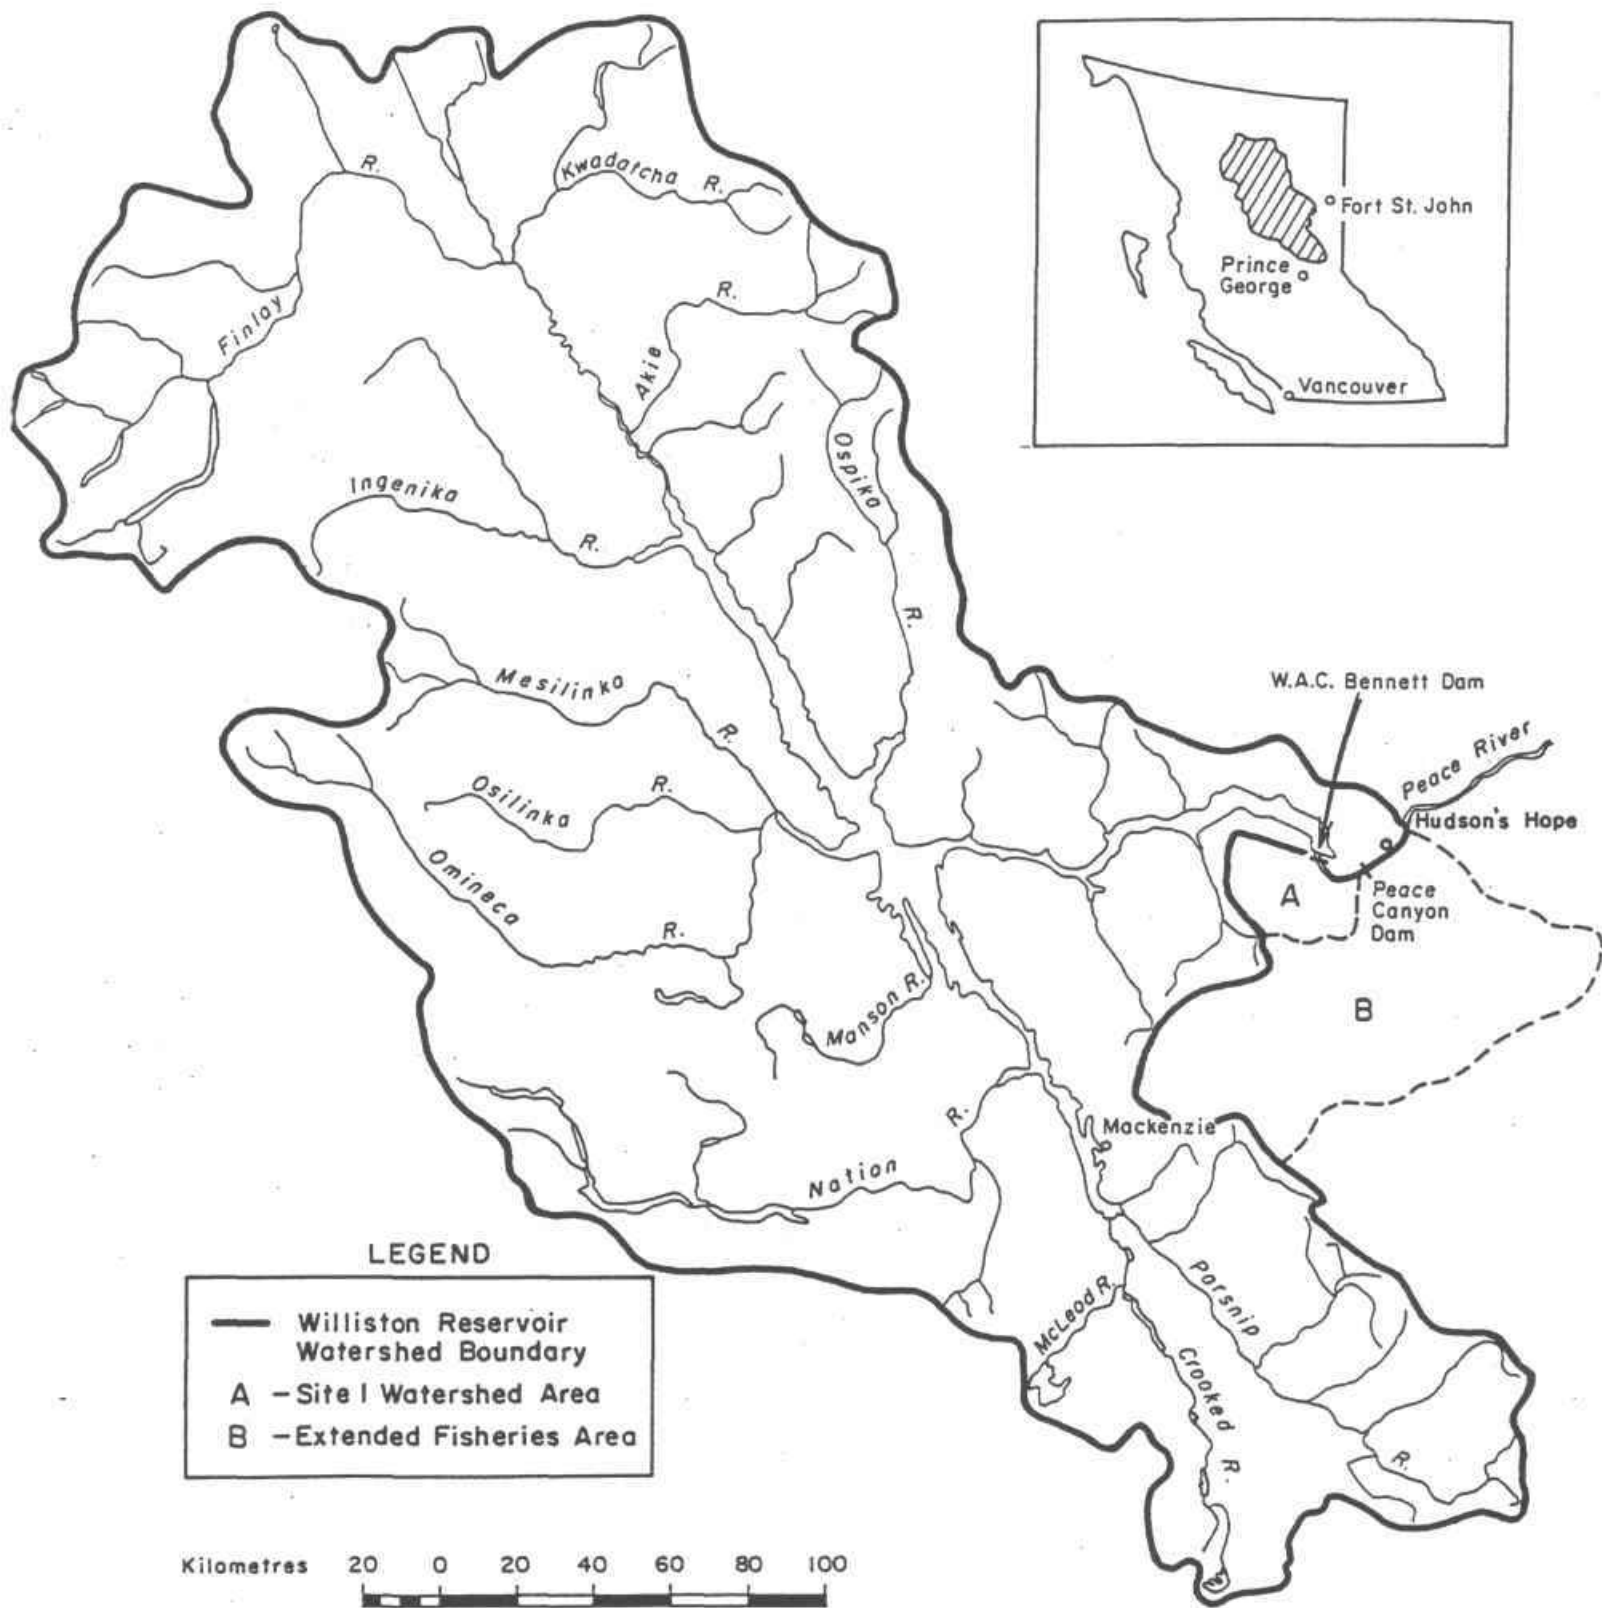 R.
Kwadatcha R.
Finlay
R.
Akie
Ospika
R.
Ingenika
R.
Mesilinka
R.
Osilinka
R.
Omineca
R.
Manson R.
Nation
R.
Mackenzie
McLeod R.
Crooked
R.
Parsnip
R.
W.A.C. Bennett Dam
Peace River
Hudson's Hope
Peace
Canyon
Dam
A
B
Fort St. John
Prince
George
Vancouver
LEGEND
Williston Reservoir
Watershed Boundary
A - Site 1 Watershed Area
B - Extended Fisheries Area
Kilometres 20 0 20 40 60 80 100